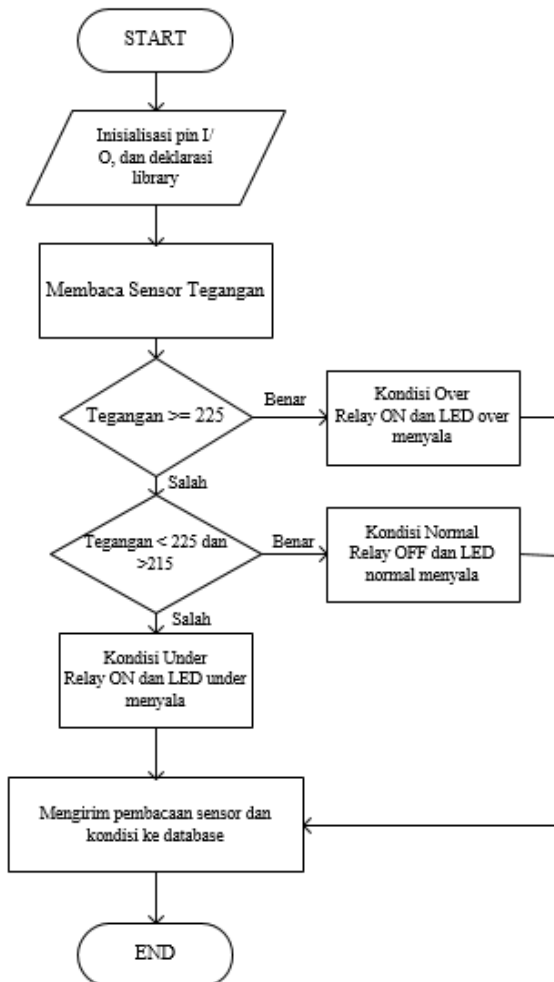 START
Inisialisasi pin I/
O, dan deklarasi
library
Membaca Sensor Tegangan
Tegangan >= 225
Benar
Kondisi Over
Relay ON dan LED over
menyala
Salah
Tegangan < 225 dan
>215
Benar
Kondisi Normal
Relay OFF dan LED
normal menyala
Salah
Kondisi Under
Relay ON dan LED under
menyala
Mengirim pembacaan sensor dan
kondisi ke database
END